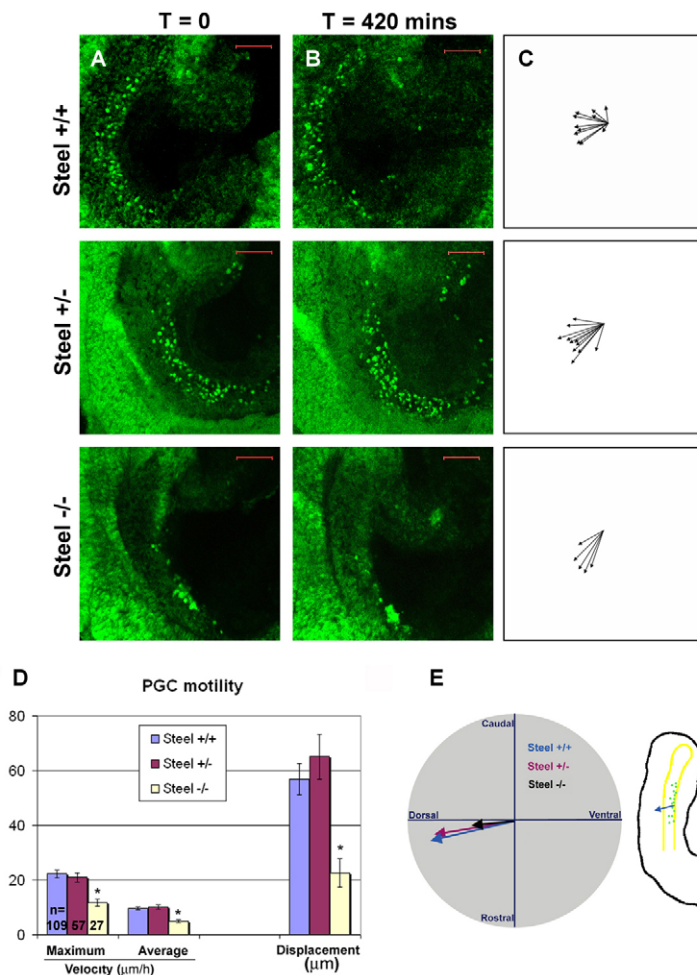 T = 0
T = 420 mins
A
B
C
Steel +/+
Steel +/-
Steel -/-
D
PGC motility
80
60
40
20
0
Steel +/+
Steel +/-
Steel -/-
*
*
*
n=
109 57 27
Maximum
Average
Displacement
Velocity (µm/h)
(µm)
E
Caudal
Steel +/+
Steel +/-
Steel -/-
Dorsal
Ventral
Rostral